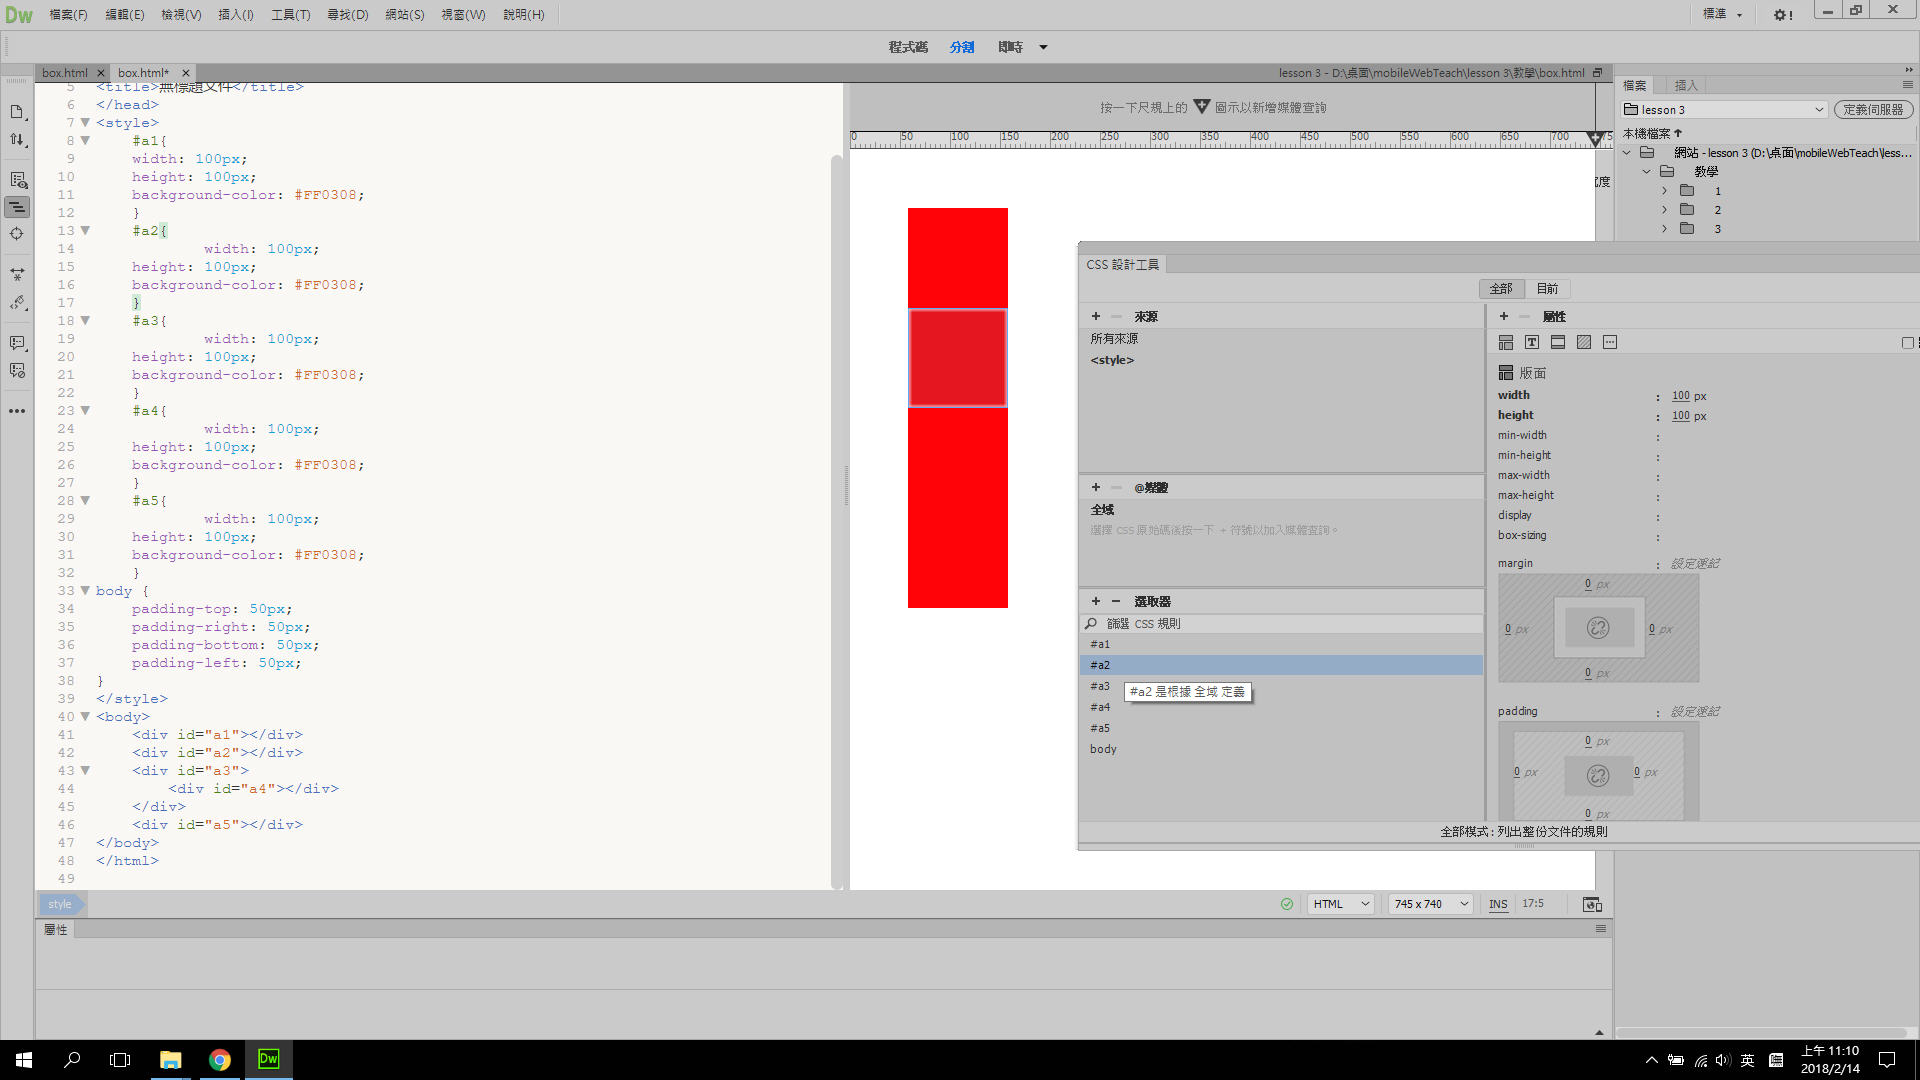 Dw 檔案(F) 編輯(E) 檢視(V) 插入(I) 工具(T) 尋找(D) 網站(S) 視窗(W) 說明(H) 標準 !
程式碼 分割 即時
box.html × box.html* × lesson 3 - D:\桌面\mobileWebTeach\lesson 3\教學\box.html
5 <title>無標題文件</title>
6 </head>
7 <style>
8 #a1{
9 width: 100px;
10 height: 100px;
11 background-color: #FF0308;
12 }
13 #a2{
14 width: 100px;
15 height: 100px;
16 background-color: #FF0308;
17 }
18 #a3{
19 width: 100px;
20 height: 100px;
21 background-color: #FF0308;
22 }
23 #a4{
24 width: 100px;
25 height: 100px;
26 background-color: #FF0308;
27 }
28 #a5{
29 width: 100px;
30 height: 100px;
31 background-color: #FF0308;
32 }
33 body {
34 padding-top: 50px;
35 padding-right: 50px;
36 padding-bottom: 50px;
37 padding-left: 50px;
38 }
39 </style>
40 <body>
41 <div id="a1"></div>
42 <div id="a2"></div>
43 <div id="a3">
44 <div id="a4"></div>
45 </div>
46 <div id="a5"></div>
47 </body>
48 </html>
49
按一下尺規上的 圖示以新增媒體查詢
0 50 100 150 200 250 300 350 400 450 500 550 600 650 700 75
度
檔案 插入
lesson 3 定義伺服器
本機檔案
網站 - lesson 3 (D:\桌面\mobileWebTeach\less...
教學
1
2
3
CSS 設計工具
全部 目前
+ − 來源
所有來源
<style>
+ − @媒體
全域
選擇 CSS 原始碼後按一下 + 符號以加入媒體查詢。
+ − 選取器
篩選 CSS 規則
#a1
#a2
#a3
#a2 是根據 全域 定義
#a4
#a5
body
+ − 屬性
T
版面
width : 100 px
height : 100 px
min-width :
min-height :
max-width :
max-height :
display :
box-sizing :
margin : 設定速記
0 px
0 px 0 px
0 px
padding : 設定速記
0 px
0 px 0 px
0 px
全部模式 : 列出整份文件的規則
style HTML 745 x 740 INS 17:5
屬性
Dw
英
上午 11:10
2018/2/14